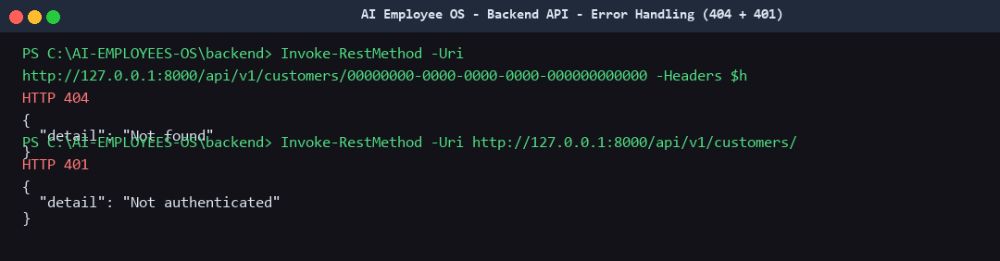 AI Employee OS - Backend API - Error Handling (404 + 401)
PS C:\AI-EMPLOYEES-OS\backend> Invoke-RestMethod -Uri
http://127.0.0.1:8000/api/v1/customers/00000000-0000-0000-0000-000000000000 -Headers $h
HTTP 404
{
  "detail": "Not found"
}
PS C:\AI-EMPLOYEES-OS\backend> Invoke-RestMethod -Uri http://127.0.0.1:8000/api/v1/customers/
HTTP 401
{
  "detail": "Not authenticated"
}